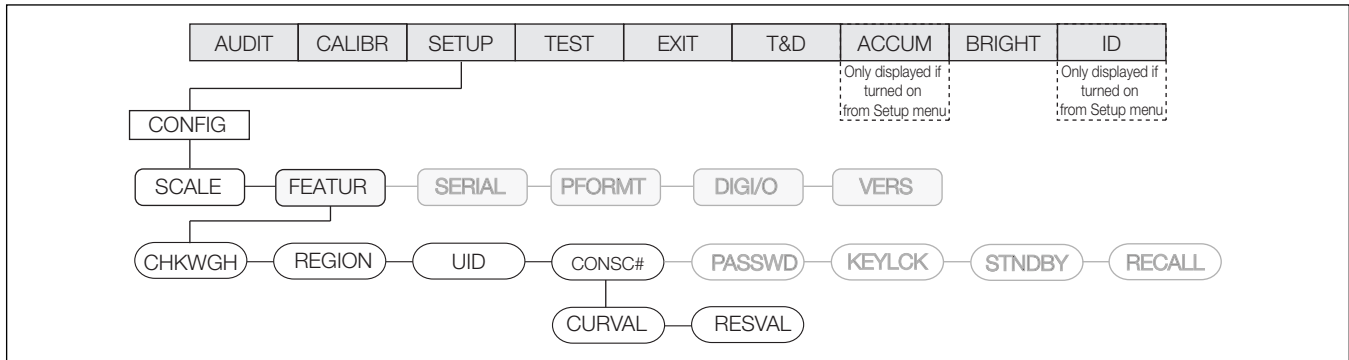 AUDIT CALIBR SETUP TEST EXIT T&D ACCUM BRIGHT ID
Only displayed if
turned on
from Setup menu
Only displayed if
turned on
from Setup menu
CONFIG
SCALE FEATUR SERIAL PFORMT DIGI/O VERS
CHKWGH REGION UID CONSC# PASSWD KEYLCK STNDBY RECALL
CURVAL RESVAL